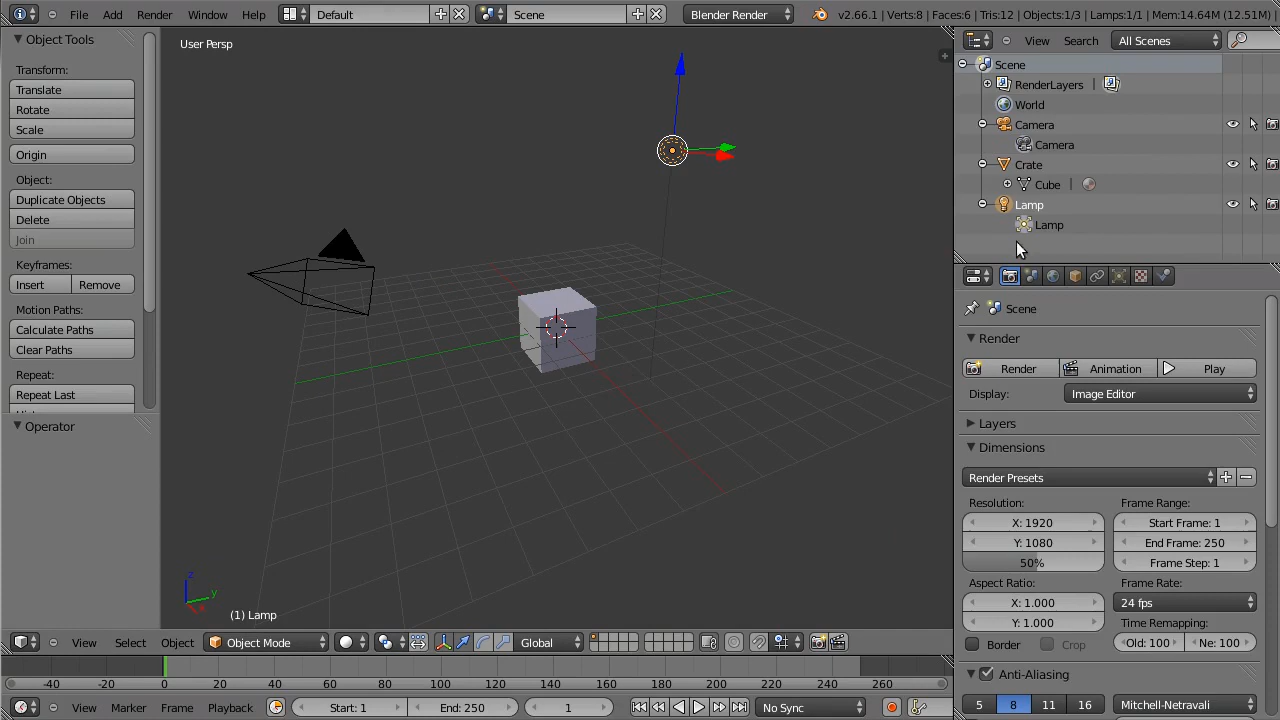 File Add Render Window Help Default Scene Blender Render v2.66.1 | Verts:8 | Faces:6 | Tris:12 | Objects:1/3 | Lamps:1/1 | Mem:14.64M (12.51M) |
Object Tools
Transform:
Translate
Rotate
Scale
Origin
Object:
Duplicate Objects
Delete
Join
Keyframes:
Insert Remove
Motion Paths:
Calculate Paths
Clear Paths
Repeat:
Repeat Last
Operator
User Persp
z
y
x
(1) Lamp
View Select Object Object Mode Global
-40 -20 0 20 40 60 80 100 120 140 160 180 200 220 240 260
View Marker Frame Playback Start: 1 End: 250 1 No Sync
View Search All Scenes
Scene
RenderLayers |
World
Camera
Camera
Crate
Cube |
Lamp
Lamp
Scene
Render
Render Animation Play
Display: Image Editor
Layers
Dimensions
Render Presets
Resolution: Frame Range:
X: 1920 Start Frame: 1
Y: 1080 End Frame: 250
50% Frame Step: 1
Aspect Ratio: Frame Rate:
X: 1.000 24 fps
Y: 1.000 Time Remapping:
Border Crop Old: 100 Ne: 100
Anti-Aliasing
5 8 11 16 Mitchell-Netravali